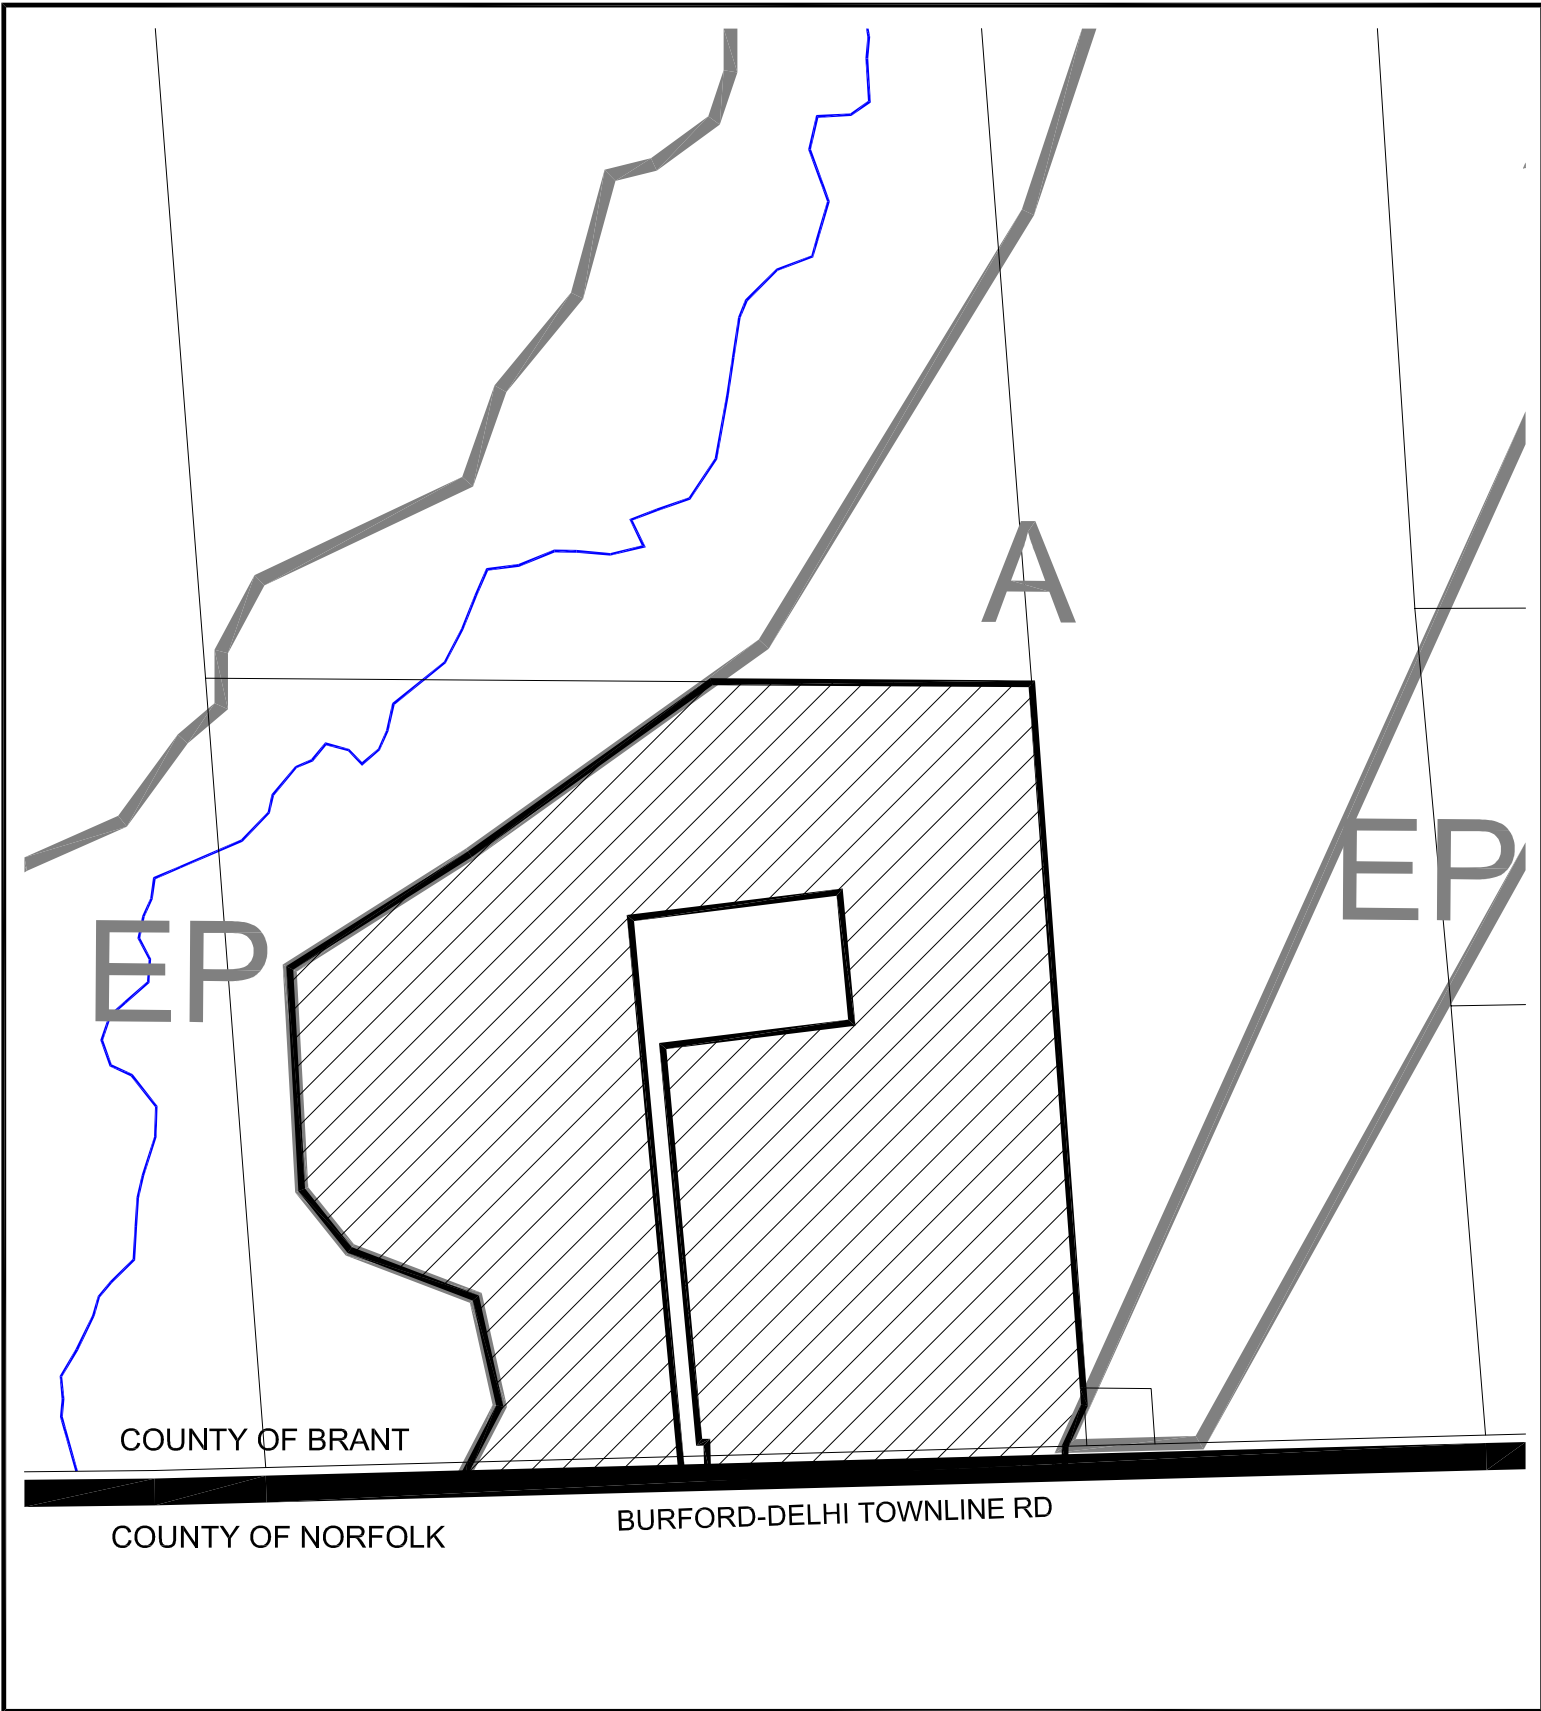 A
EP
EP
COUNTY OF BRANT
BURFORD-DELHI TOWNLINE RD
COUNTY OF NORFOLK